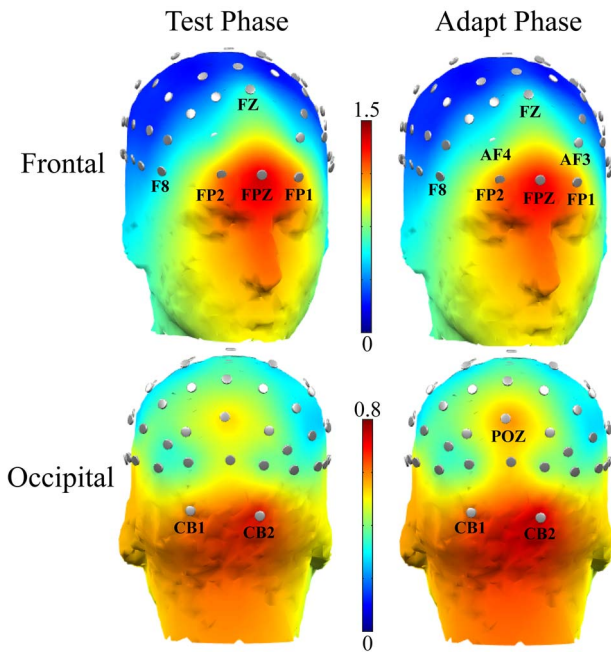 Test Phase
Adapt Phase
Frontal
FZ
F8
FP2
FPZ
FP1
1.5
0
FZ
AF4
AF3
F8
FP2
FPZ
FP1
Occipital
CB1
CB2
0.8
0
POZ
CB1
CB2